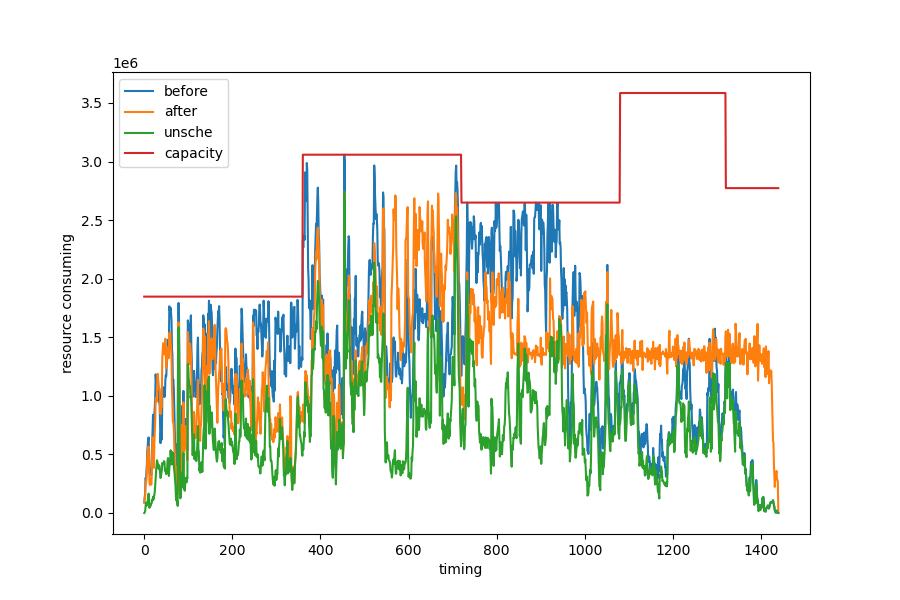 1e6
before
after
unsche
capacity
3.5
3.0
2.5
2.0
1.5
1.0
0.5
0.0
resource consuming
0 200 400 600 800 1000 1200 1400
timing